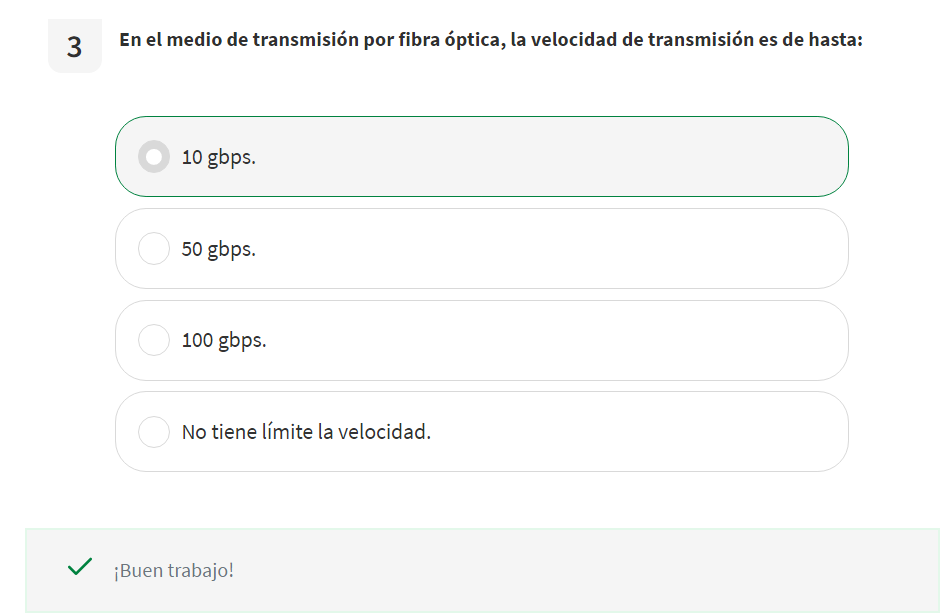 3
En el medio de transmisión por fibra óptica, la velocidad de transmisión es de hasta:
10 gbps.
50 gbps.
100 gbps.
No tiene límite la velocidad.
¡Buen trabajo!